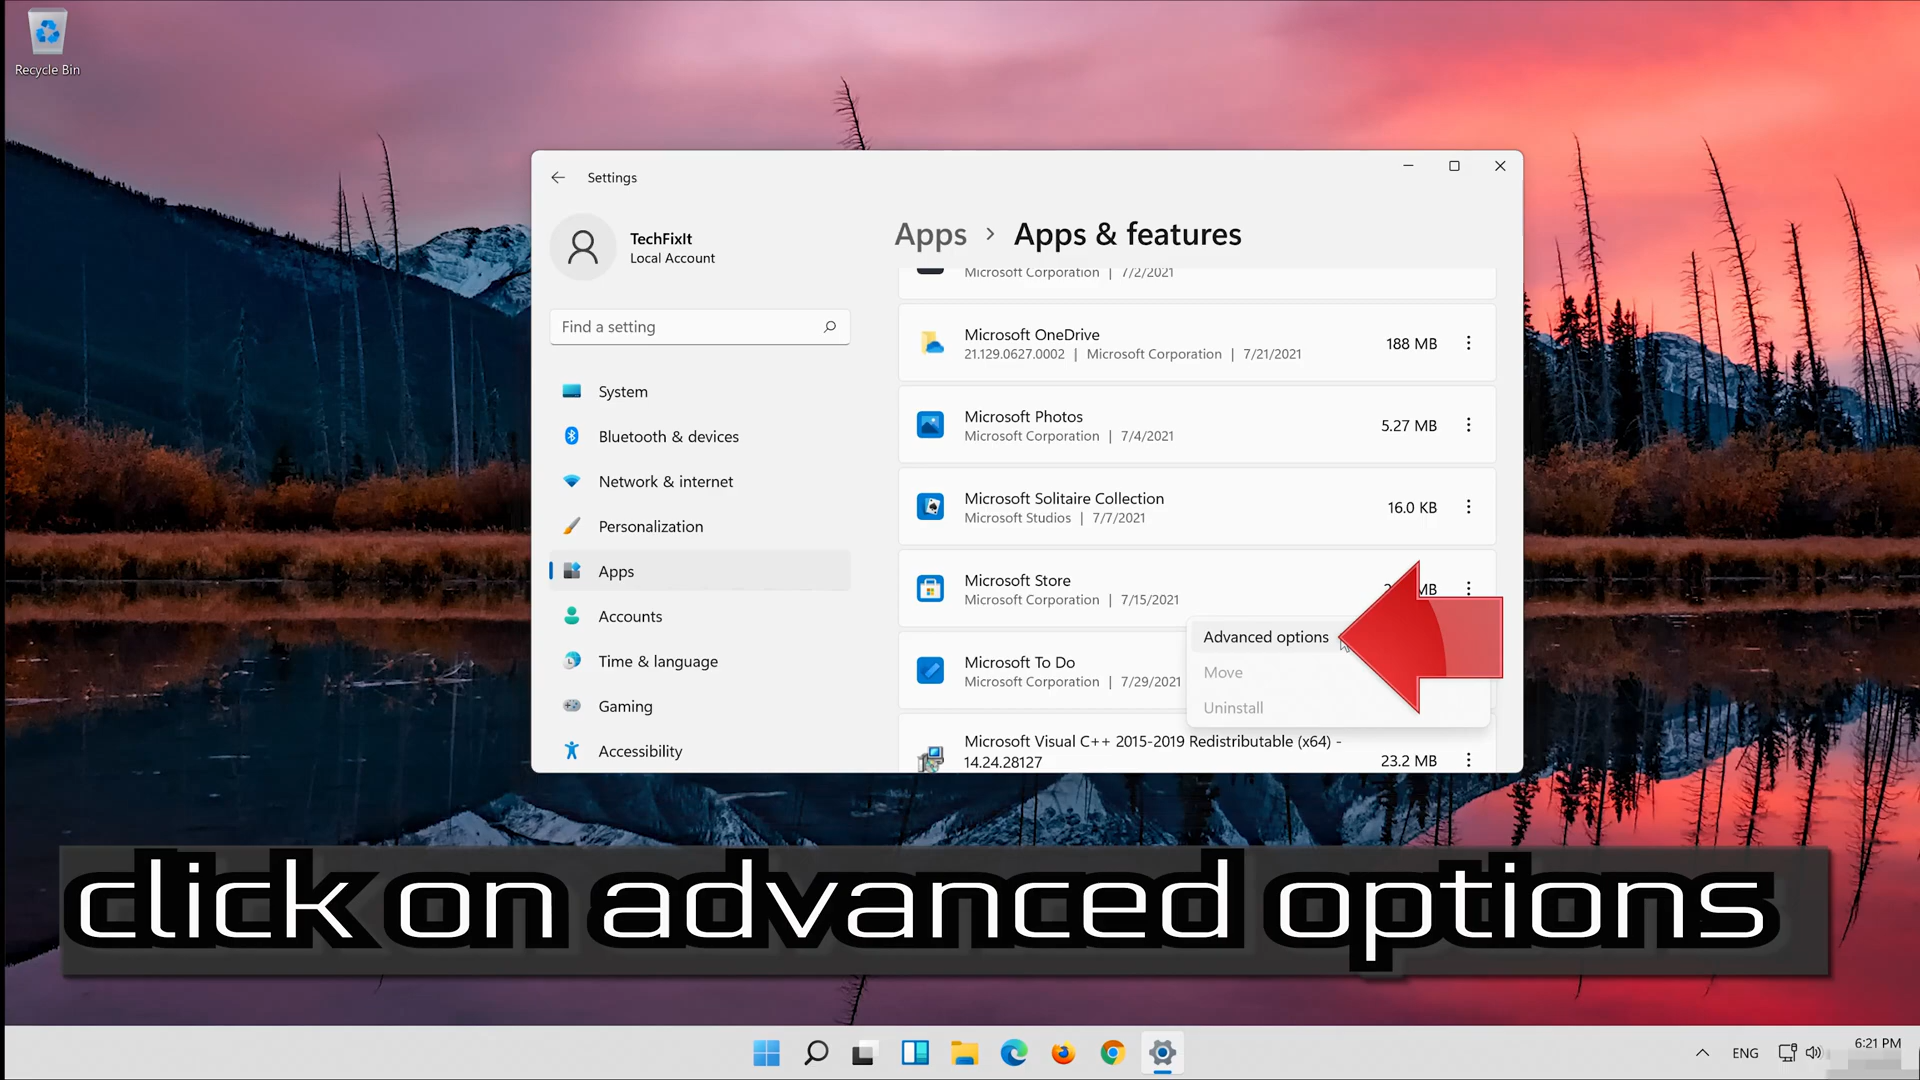 Recycle Bin
Settings
TechFixIt
Local Account
Find a setting
System
Bluetooth & devices
Network & internet
Personalization
Apps
Accounts
Time & language
Gaming
Accessibility
Apps > Apps & features
Microsoft Corporation | 7/2/2021
Microsoft OneDrive
21.129.0627.0002 | Microsoft Corporation | 7/21/2021
188 MB
Microsoft Photos
Microsoft Corporation | 7/4/2021
5.27 MB
Microsoft Solitaire Collection
Microsoft Studios | 7/7/2021
16.0 KB
Microsoft Store
Microsoft Corporation | 7/15/2021
MB
Advanced options
Move
Uninstall
Microsoft To Do
Microsoft Corporation | 7/29/2021
Microsoft Visual C++ 2015-2019 Redistributable (x64) -
14.24.28127
23.2 MB
click on advanced options
ENG
6:21 PM